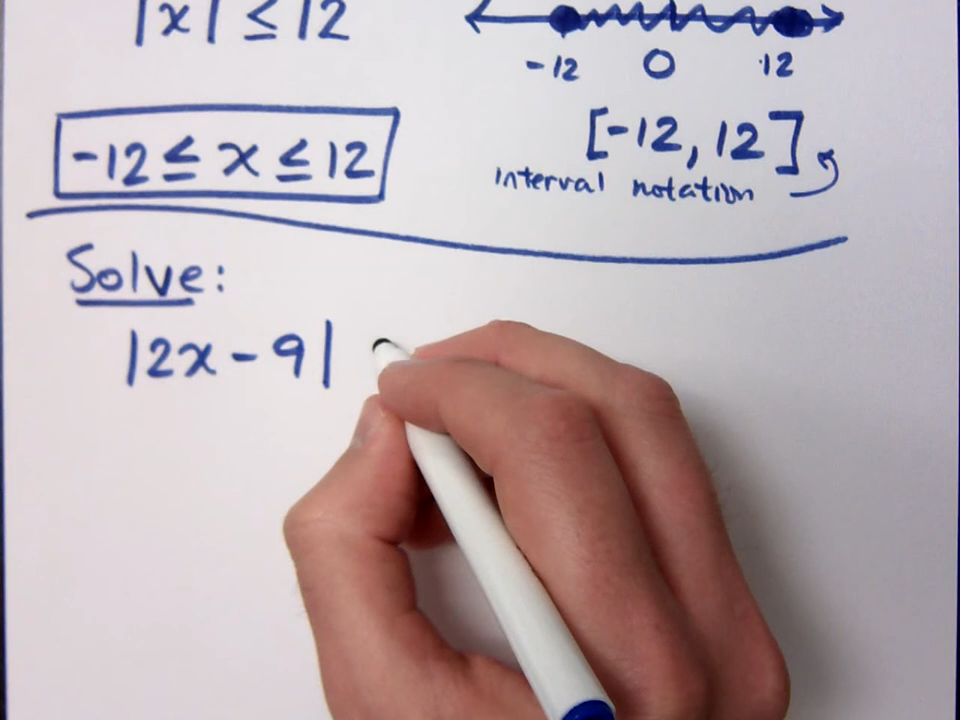 |x| ≤ 12
-12 0 12
-12 ≤ x ≤ 12
[-12, 12]
interval notation
Solve:
|2x - 9|